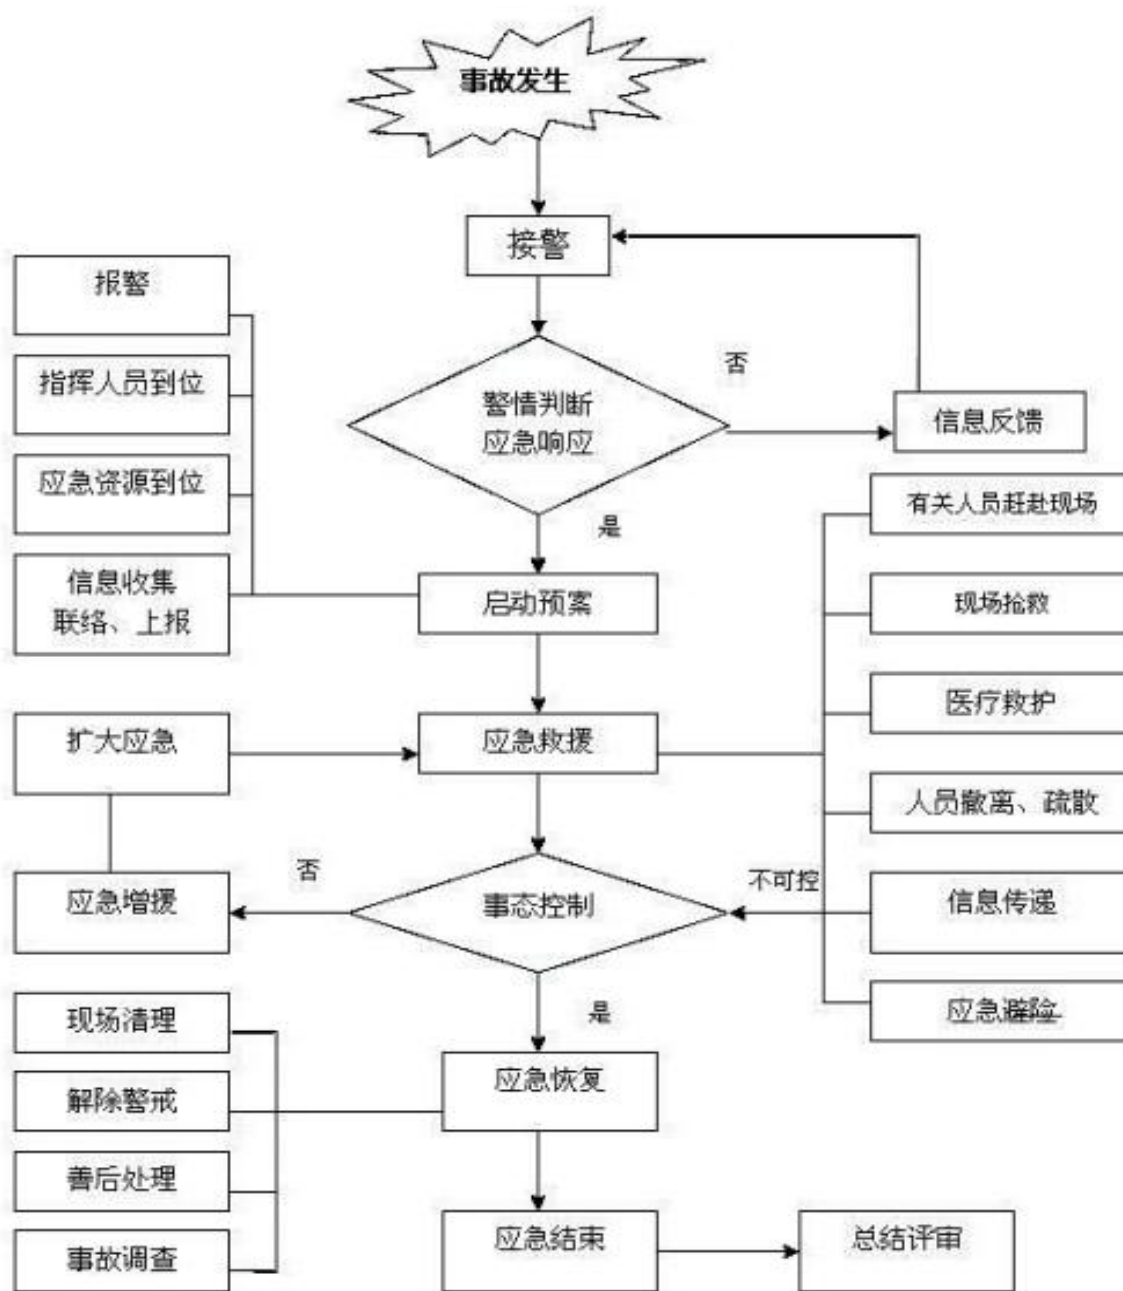 事故发生
接警
报警
否
指挥人员到位
警情判断
应急响应
信息反馈
应急资源到位
是
有关人员赶赴现场
信息收集
联络、上报
启动预案
现场抢救
医疗救护
扩大应急
应急救援
人员撤离、疏散
否
不可控
应急增援
事态控制
信息传递
现场清理
是
应急避险
应急恢复
解除警戒
善后处理
应急结束
总结评审
事故调查